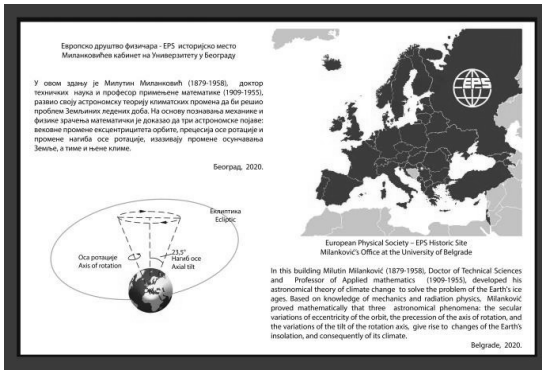 Европско друштво физичара - EPS историјско место
Миланковићев кабинет на Универзитету у Београду
У овом здању је Милутин Миланковић (1879-1958), доктор
техничких наука и професор примењене математике (1909-1955),
развио своју астрономску теорију климатских промена да би решио
проблем Земљиних ледених доба. На основу познавања механике и
физике зрачења математички је доказао да три астрономске појаве:
вековне промене ексцентрицитета орбите, прецесија осе ротације и
промене нагиба осе ротације, изазивају промене осунчавања
Земље, а тиме и њене климе.
Београд, 2020.
Еклиптика
Ecliptic
Оса ротације
Axis of rotation
23,5°
Нагиб осе
Axial tilt
EPS
European Physical Society – EPS Historic Site
Milanković's Office at the University of Belgrade
In this building Milutin Milanković (1879-1958), Doctor of Technical Sciences
and Professor of Applied mathematics (1909-1955), developed his
astronomical theory of climate change to solve the problem of the Earth's ice
ages. Based on knowledge of mechanics and radiation physics, Milanković
proved mathematically that three astronomical phenomena: the secular
variations of eccentricity of the orbit, the precession of the axis of rotation, and
the variations of the tilt of the rotation axis, give rise to changes of the Earth's
insolation, and consequently of its climate.
Belgrade, 2020.